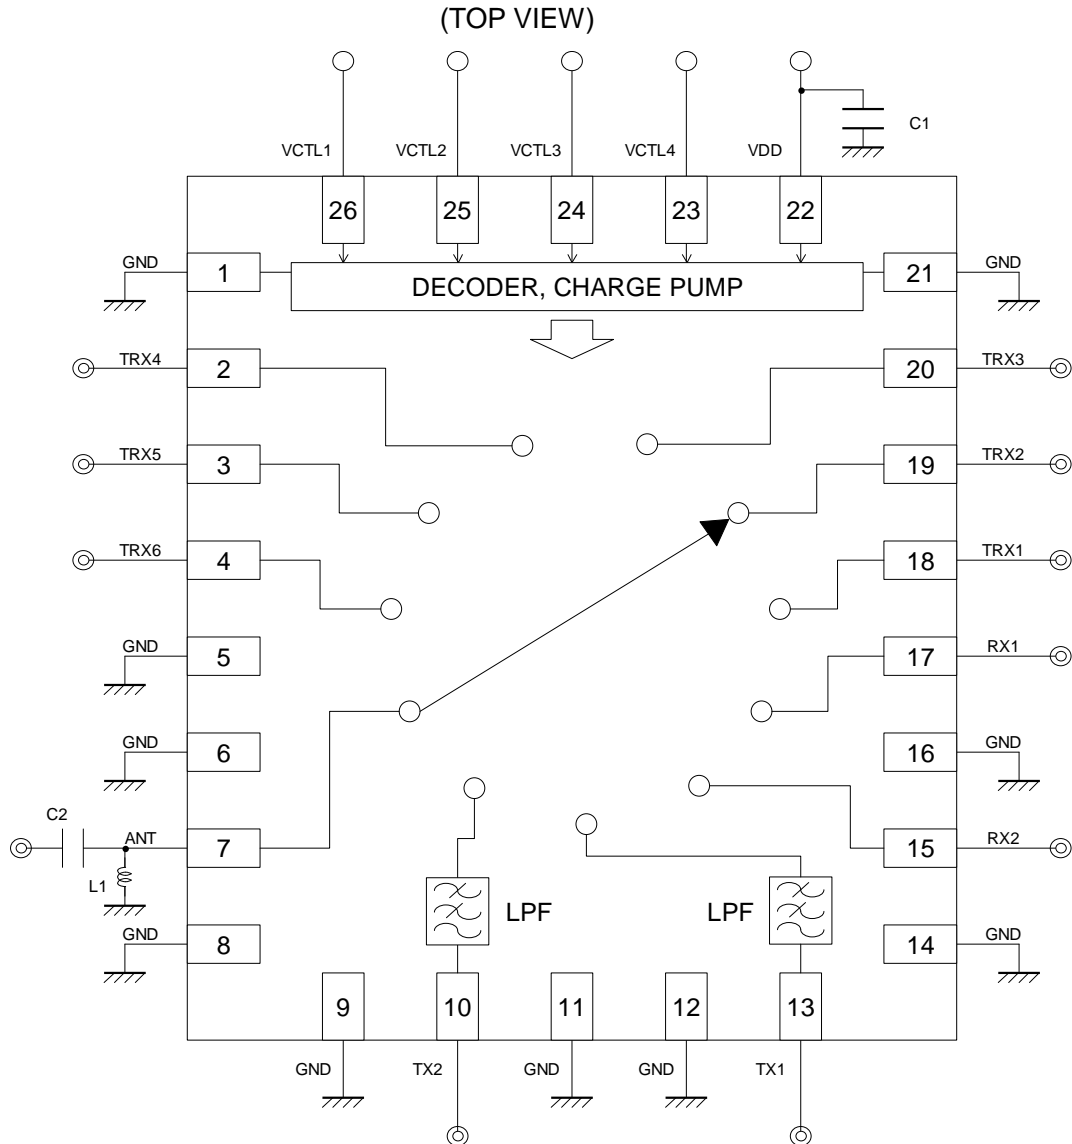 (TOP VIEW)
C1
VCTL1 VCTL2 VCTL3 VCTL4 VDD
26 25 24 23 22
GND 1 21 GND
DECODER, CHARGE PUMP
TRX4 2 20 TRX3
TRX5 3 19 TRX2
TRX6 4 18 TRX1
GND 5 17 RX1
GND 6 16 GND
C2 ANT 7 15 RX2
L1
LPF LPF
GND 8 14 GND
9 10 11 12 13
GND TX2 GND GND TX1